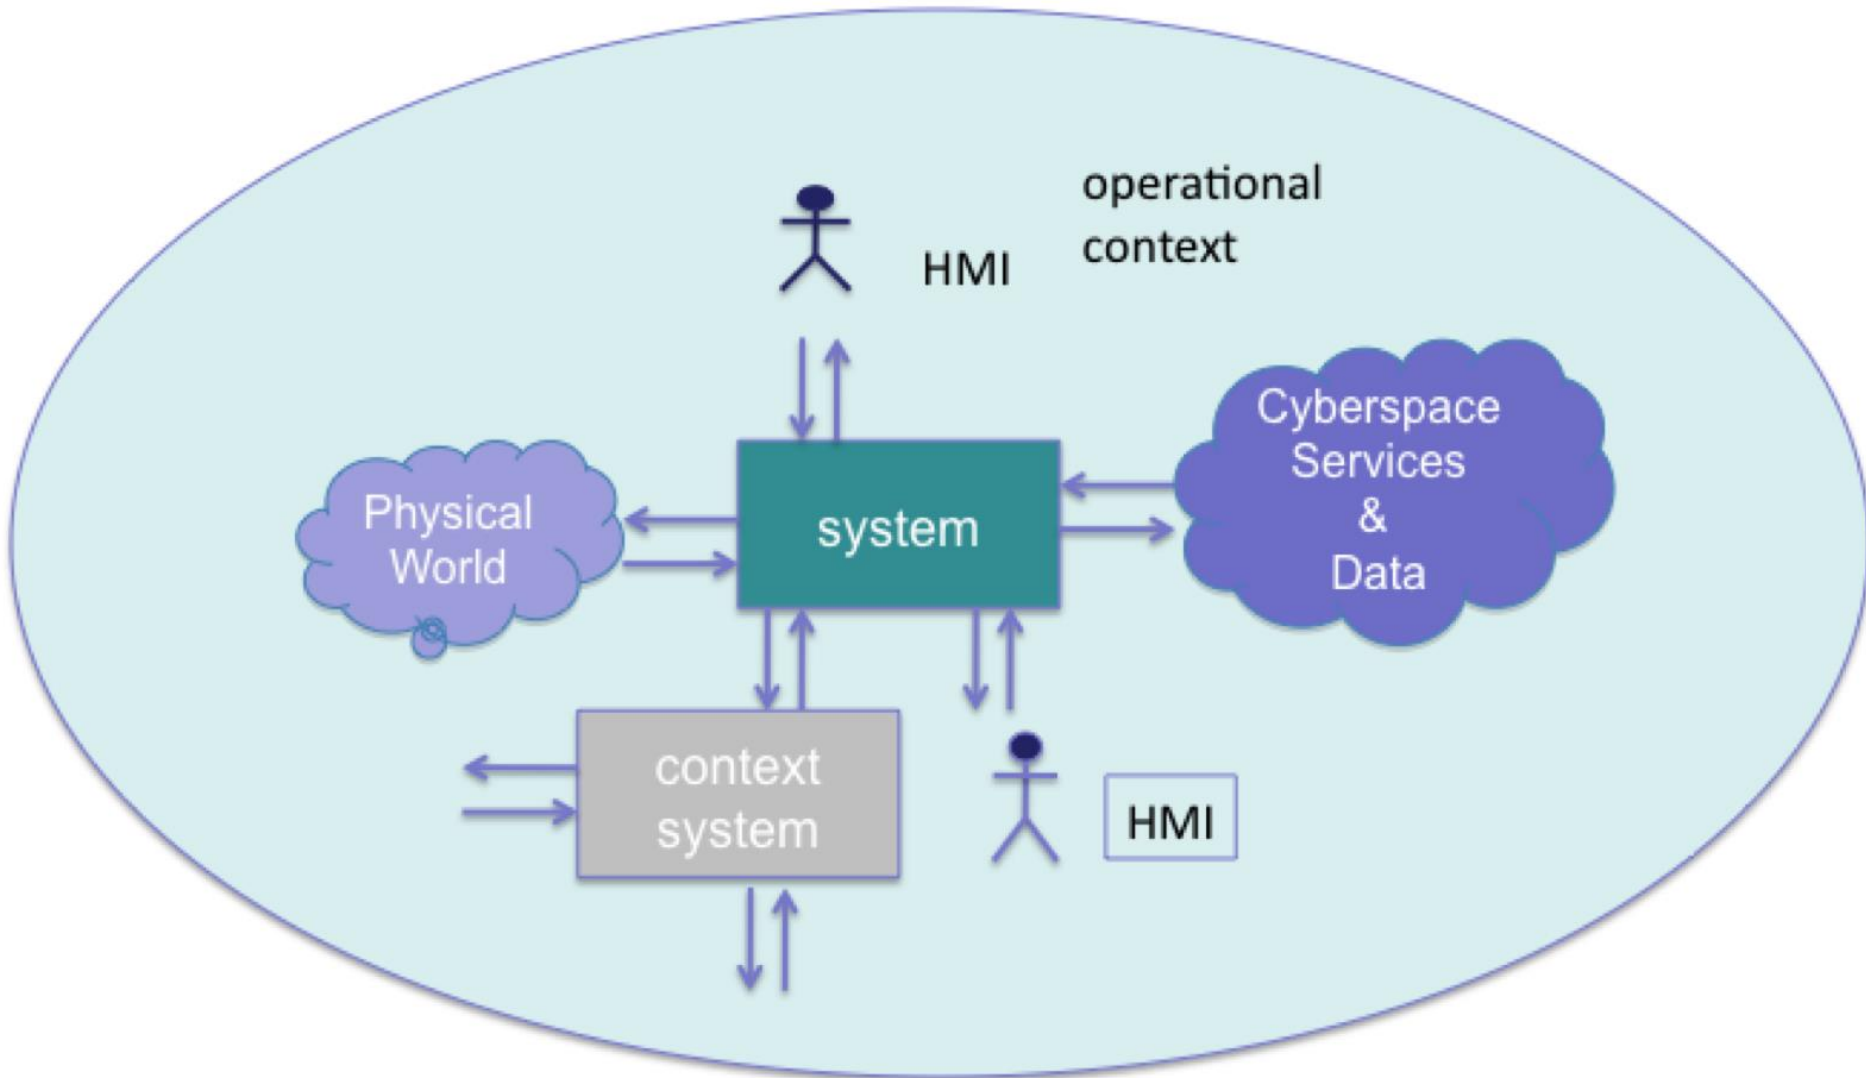 operational
context
HMI
Cyberspace
Services
&
Data
Physical
World
system
context
system
HMI